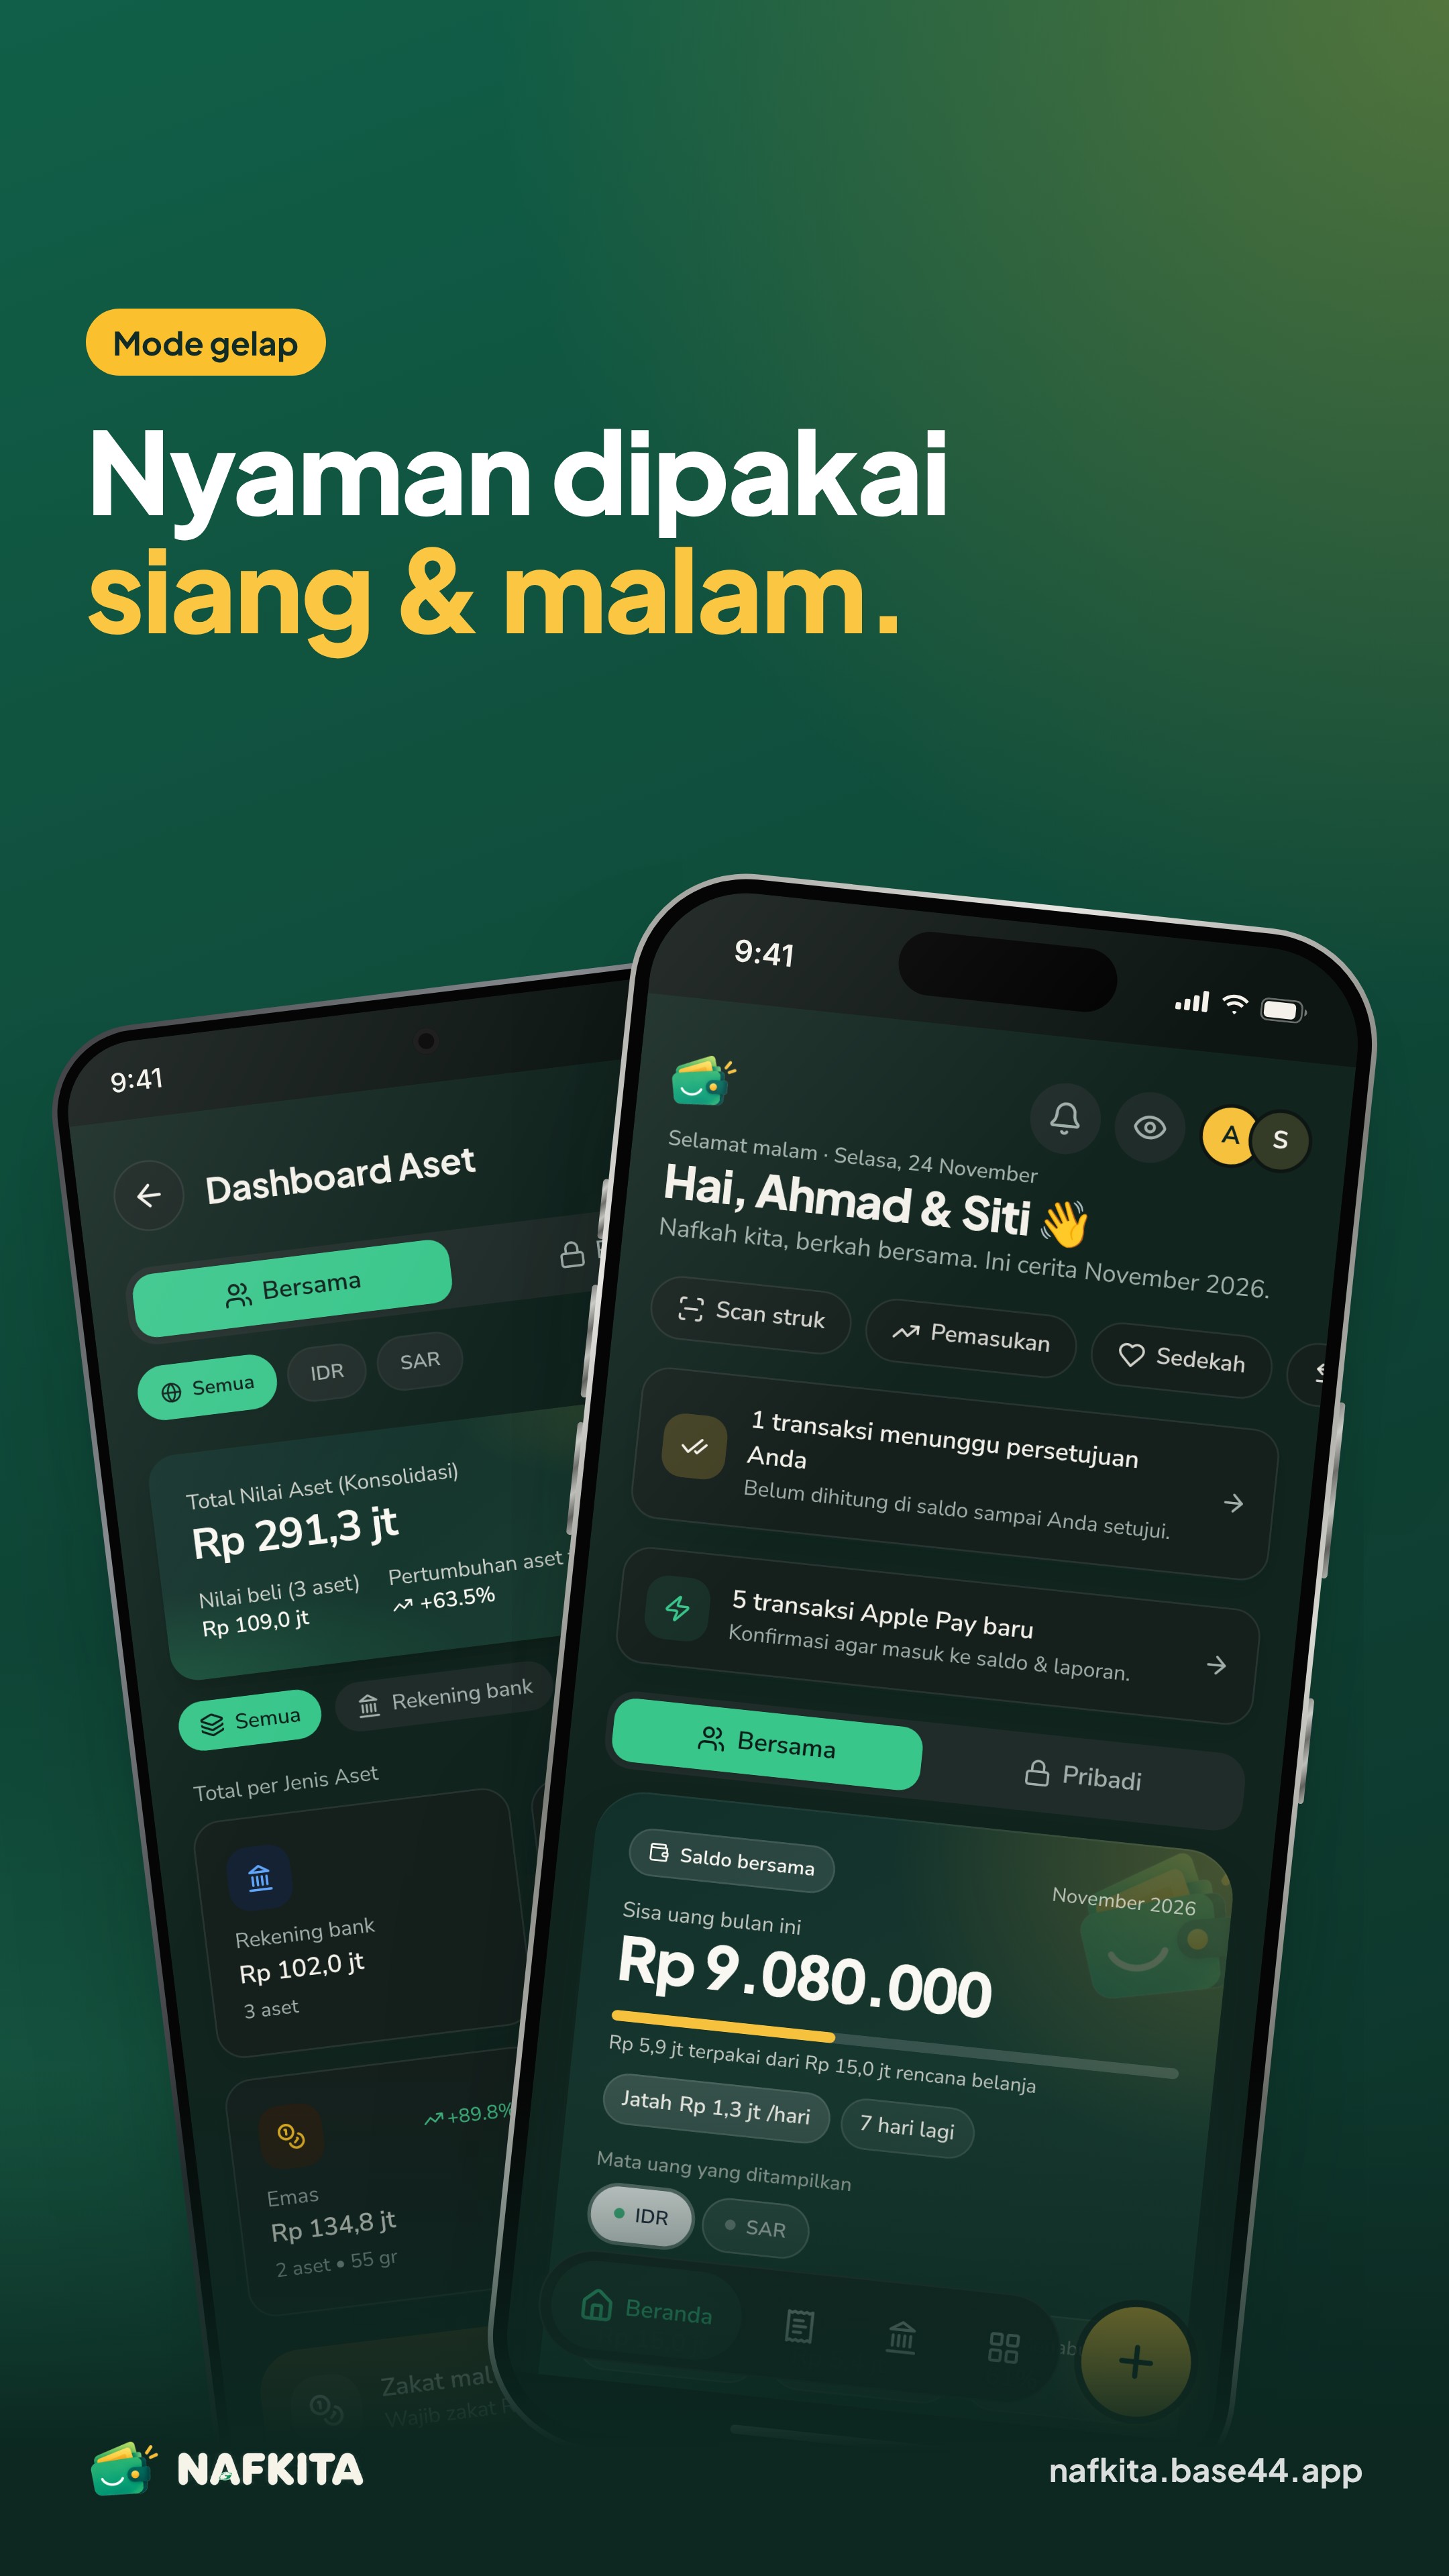 Mode gelap
Nyaman dipakai
siang & malam.
9:41
Dashboard Aset
Bersama
Semua
IDR
SAR
Total Nilai Aset (Konsolidasi)
Rp 291,3 jt
Nilai beli (3 aset)
Rp 109,0 jt
Pertumbuhan aset
+63.5%
Semua
Rekening bank
Total per Jenis Aset
Rekening bank
Rp 102,0 jt
3 aset
+89.8%
Emas
Rp 134,8 jt
2 aset • 55 gr
Zakat mal
Wajib zakat
9:41
A
S
Selamat malam · Selasa, 24 November
Hai, Ahmad & Siti 👋
Nafkah kita, berkah bersama. Ini cerita November 2026.
Scan struk
Pemasukan
Sedekah
1 transaksi menunggu persetujuan
Anda
Belum dihitung di saldo sampai Anda setujui.
5 transaksi Apple Pay baru
Konfirmasi agar masuk ke saldo & laporan.
Bersama
Pribadi
Saldo bersama
November 2026
Sisa uang bulan ini
Rp 9.080.000
Rp 5,9 jt terpakai dari Rp 15,0 jt rencana belanja
Jatah Rp 1,3 jt /hari
7 hari lagi
Mata uang yang ditampilkan
IDR
SAR
Beranda
NAFKITA
nafkita.base44.app